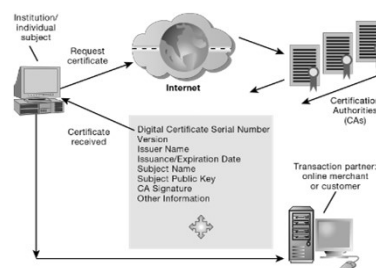 Institution/
individual
subject
Request
certificate
Internet
Certification
Authorities
(CAs)
Certificate
received
Digital Certificate Serial Number
Version
Issuer Name
Issuance/Expiration Date
Subject Name
Subject Public Key
CA Signature
Other Information
Transaction partner:
online merchant
or customer